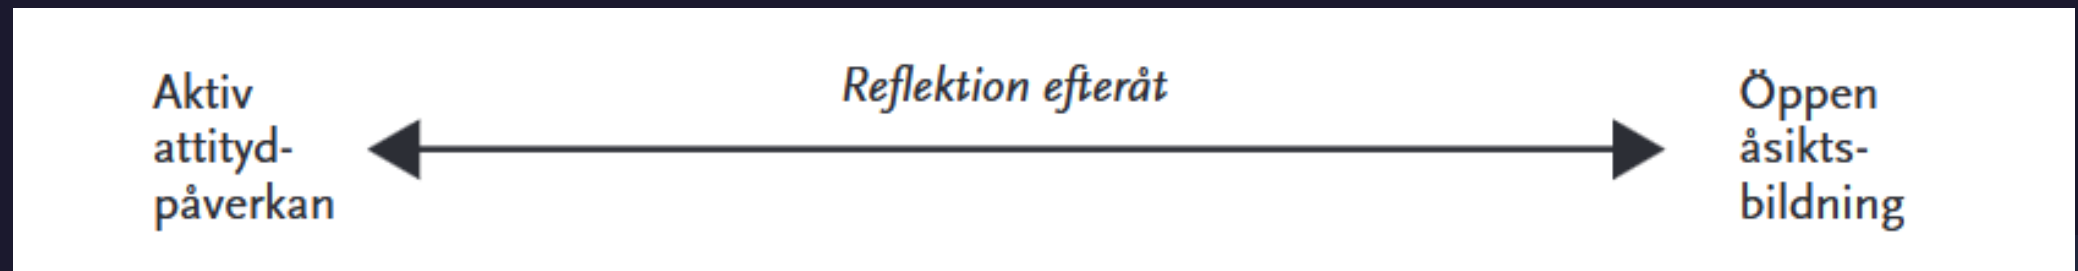 Aktiv
attityd-
påverkan
Reflektion efteråt
Öppen
åsikts-
bildning